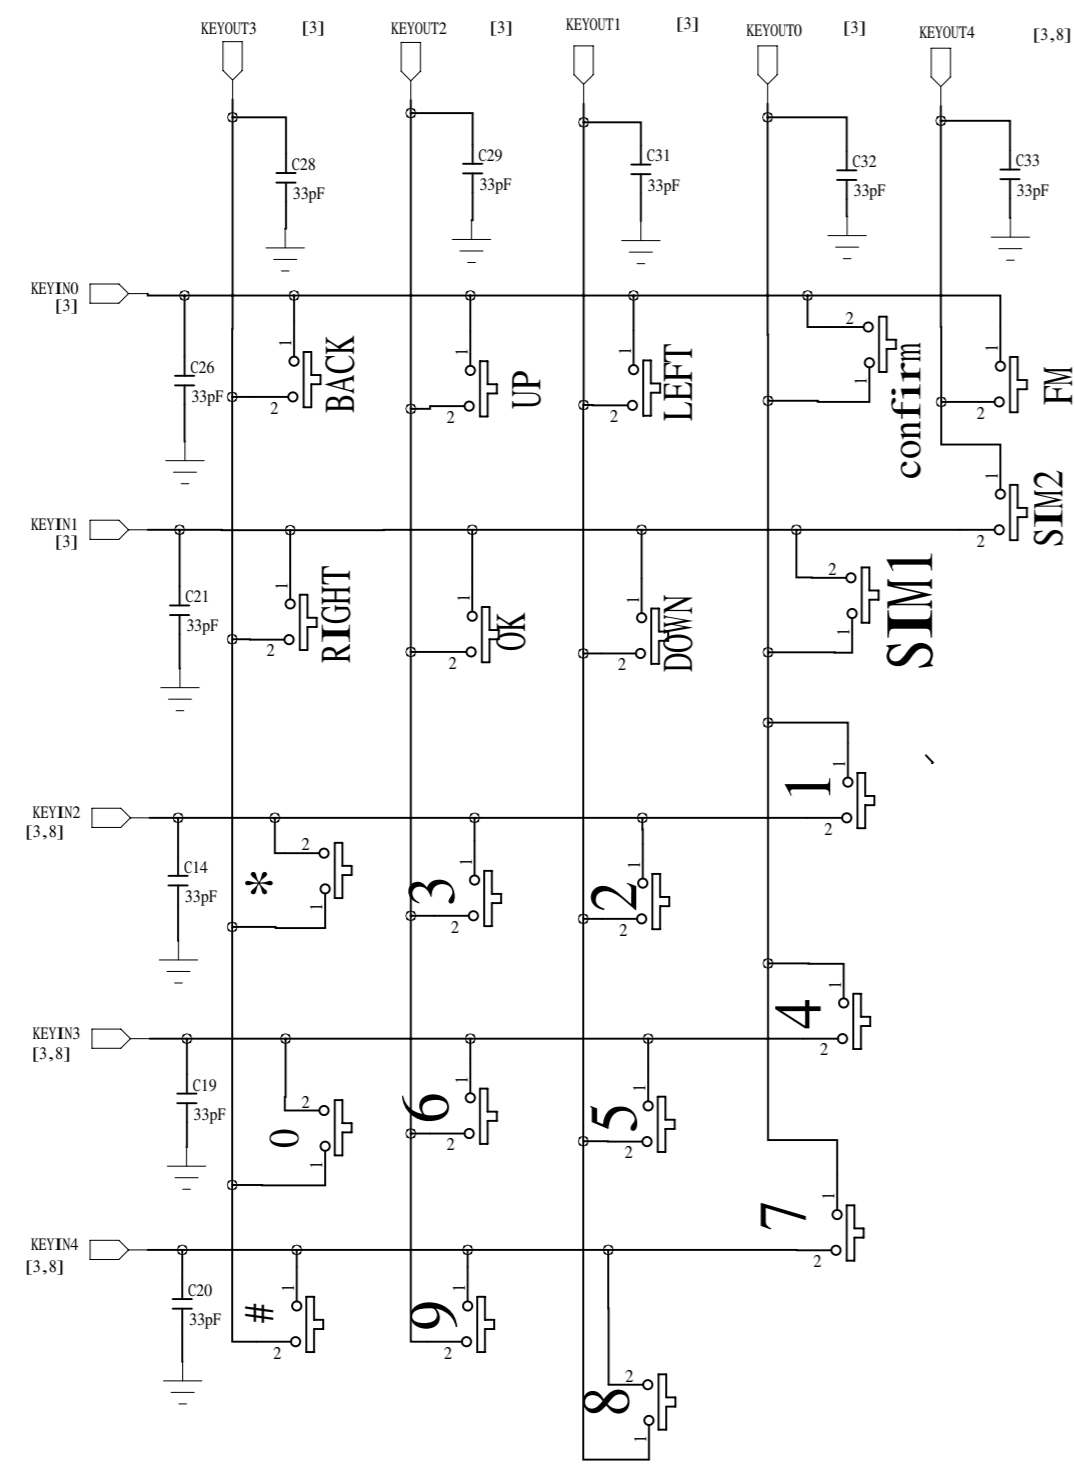 KEYOUT3 [3] KEYOUT2 [3] KEYOUT1 [3] KEYOUT0 [3] KEYOUT4 [3,8]
C28 33pF
C29 33pF
C31 33pF
C32 33pF
C33 33pF
KEYIN0
[3]
C26
33pF
1 2 BACK
1 2 UP
1 2 LEFT
2 1 confirm
1 2 FM
1 2 SIM2
KEYIN1
[3]
C21
33pF
1 2 RIGHT
1 2 OK
1 2 DOWN
2 1 SIM1
KEYIN2
[3,8]
C14
33pF
* 2 1
3 1 2
2 1 2
1 1 2
KEYIN3
[3,8]
C19
33pF
0 2 1
6 1 2
5 1 2
4 1 2
KEYIN4
[3,8]
C20
33pF
# 1 2
9 1 2
8 2 1
7 1 2